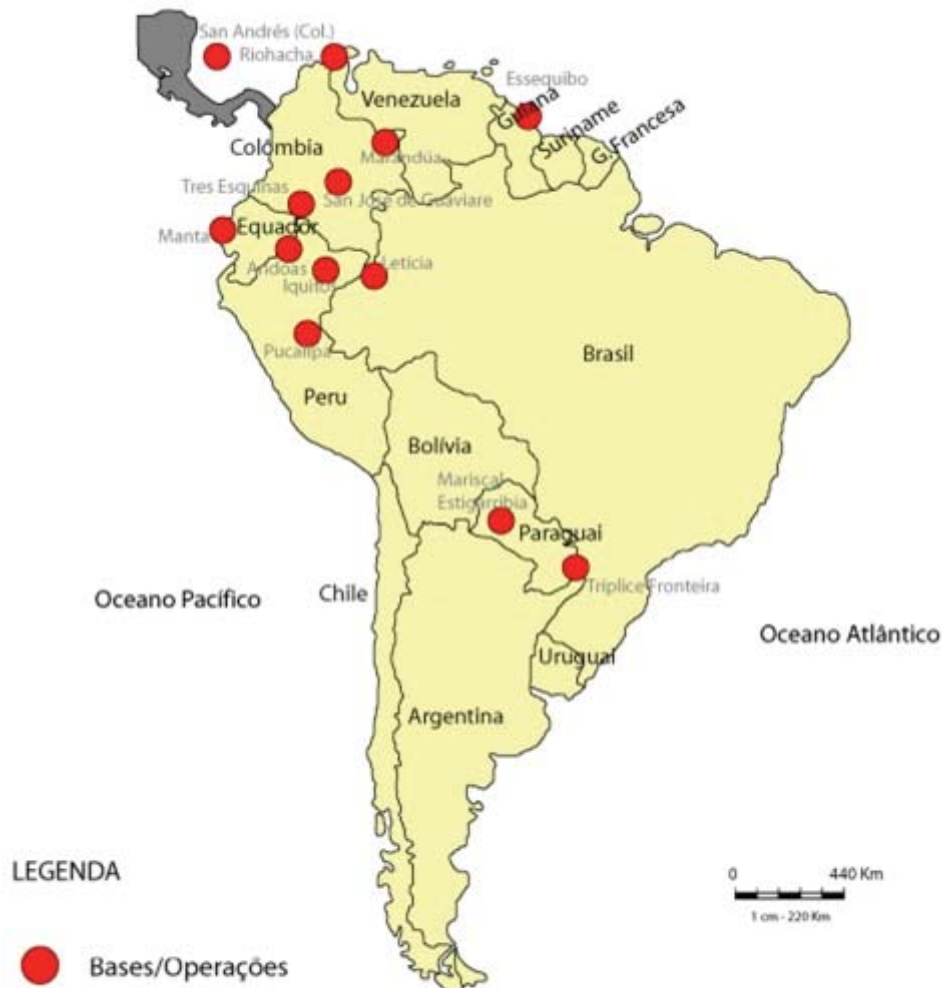 San Andrés (Col.)
Riohacha
Essequibo
Venezuela
Guiana
Suriname
G. Francesa
Colômbia
Marandúa
Tres Esquinas
San José de Guaviare
Manta
Equador
Andoas
Letícia
Iquitos
Pucallpa
Brasil
Peru
Bolívia
Mariscal
Estigarribia
Paraguai
Tríplice Fronteira
Oceano Pacífico
Chile
Oceano Atlântico
Uruguai
Argentina
LEGENDA
0 440 Km
1 cm - 220 Km
Bases/Operações